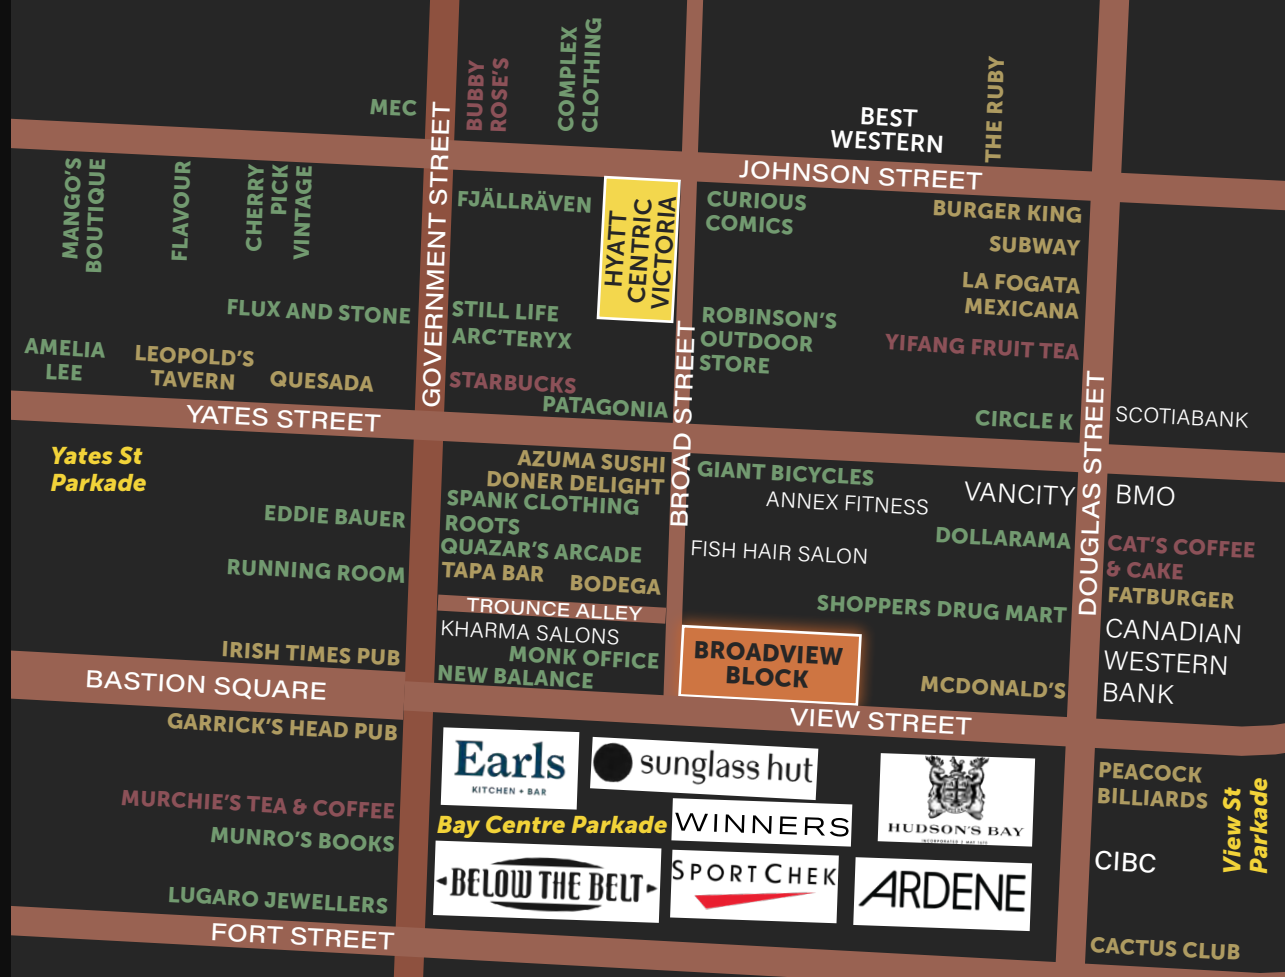 MEC
BUBBY
ROSE'S
COMPLEX
CLOTHING
BEST
WESTERN
THE RUBY
JOHNSON STREET
GOVERNMENT STREET
MANGO'S
BOUTIQUE
FLAVOUR
CHERRY
PICK
VINTAGE
FJÄLLRÄVEN
HYATT
CENTRIC
VICTORIA
CURIOUS
COMICS
BURGER KING
SUBWAY
LA FOGATA
MEXICANA
FLUX AND STONE
STILL LIFE
ARC'TERYX
ROBINSON'S
OUTDOOR
STORE
YIFANG FRUIT TEA
AMELIA
LEE
LEOPOLD'S
TAVERN
QUESADA
STARBUCKS
PATAGONIA
BROAD STREET
CIRCLE K
DOUGLAS STREET
SCOTIABANK
YATES STREET
Yates St
Parkade
AZUMA SUSHI
DONER DELIGHT
SPANK CLOTHING
ROOTS
QUAZAR'S ARCADE
TAPA BAR
BODEGA
GIANT BICYCLES
ANNEX FITNESS
VANCITY
BMO
EDDIE BAUER
DOLLARAMA
FISH HAIR SALON
CAT'S COFFEE
& CAKE
FATBURGER
RUNNING ROOM
SHOPPERS DRUG MART
TROUNCE ALLEY
KHARMA SALONS
MONK OFFICE
NEW BALANCE
BROADVIEW
BLOCK
CANADIAN
WESTERN
BANK
IRISH TIMES PUB
MCDONALD'S
BASTION SQUARE
VIEW STREET
GARRICK'S HEAD PUB
Earls
KITCHEN + BAR
sunglass hut
HUDSON'S BAY
INCORPORATED 2 MAY 1670
PEACOCK
BILLIARDS
View St
Parkade
MURCHIE'S TEA & COFFEE
MUNRO'S BOOKS
Bay Centre Parkade
WINNERS
BELOW THE BELT
SPORT CHEK
ARDENE
CIBC
LUGARO JEWELLERS
FORT STREET
CACTUS CLUB